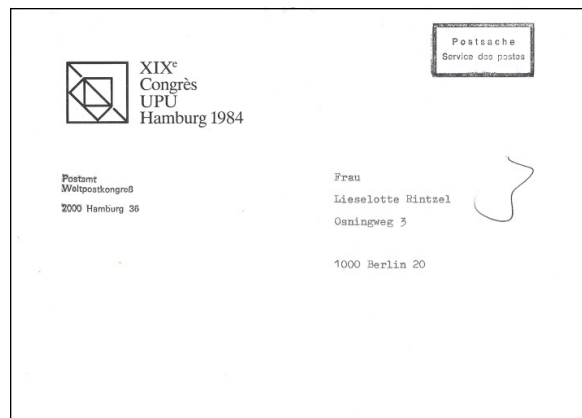 XIXe
Congrès
UPU
Hamburg 1984
Postsache
Service des postes
Postamt
Weltpostkongreß
2000 Hamburg 36
Frau
Lieselotte Rintzel
Osningweg 3
1000 Berlin 20